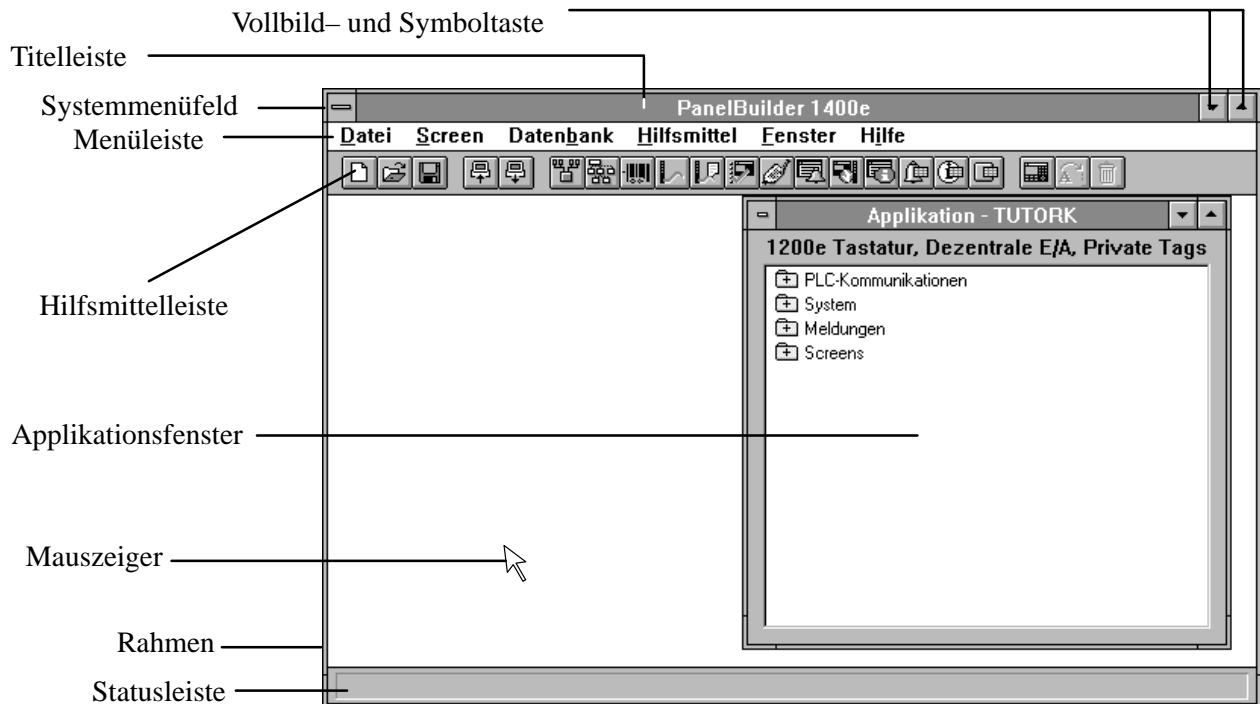 Vollbild– und Symboltaste
Titelleiste
Systemmenüfeld
Menüleiste
PanelBuilder 1400e
Datei Screen Datenbank Hilfsmittel Fenster Hilfe
Hilfsmittelleiste
Applikation - TUTORK
1200e Tastatur, Dezentrale E/A, Private Tags
PLC-Kommunikationen
System
Meldungen
Screens
Applikationsfenster
Mauszeiger
Rahmen
Statusleiste